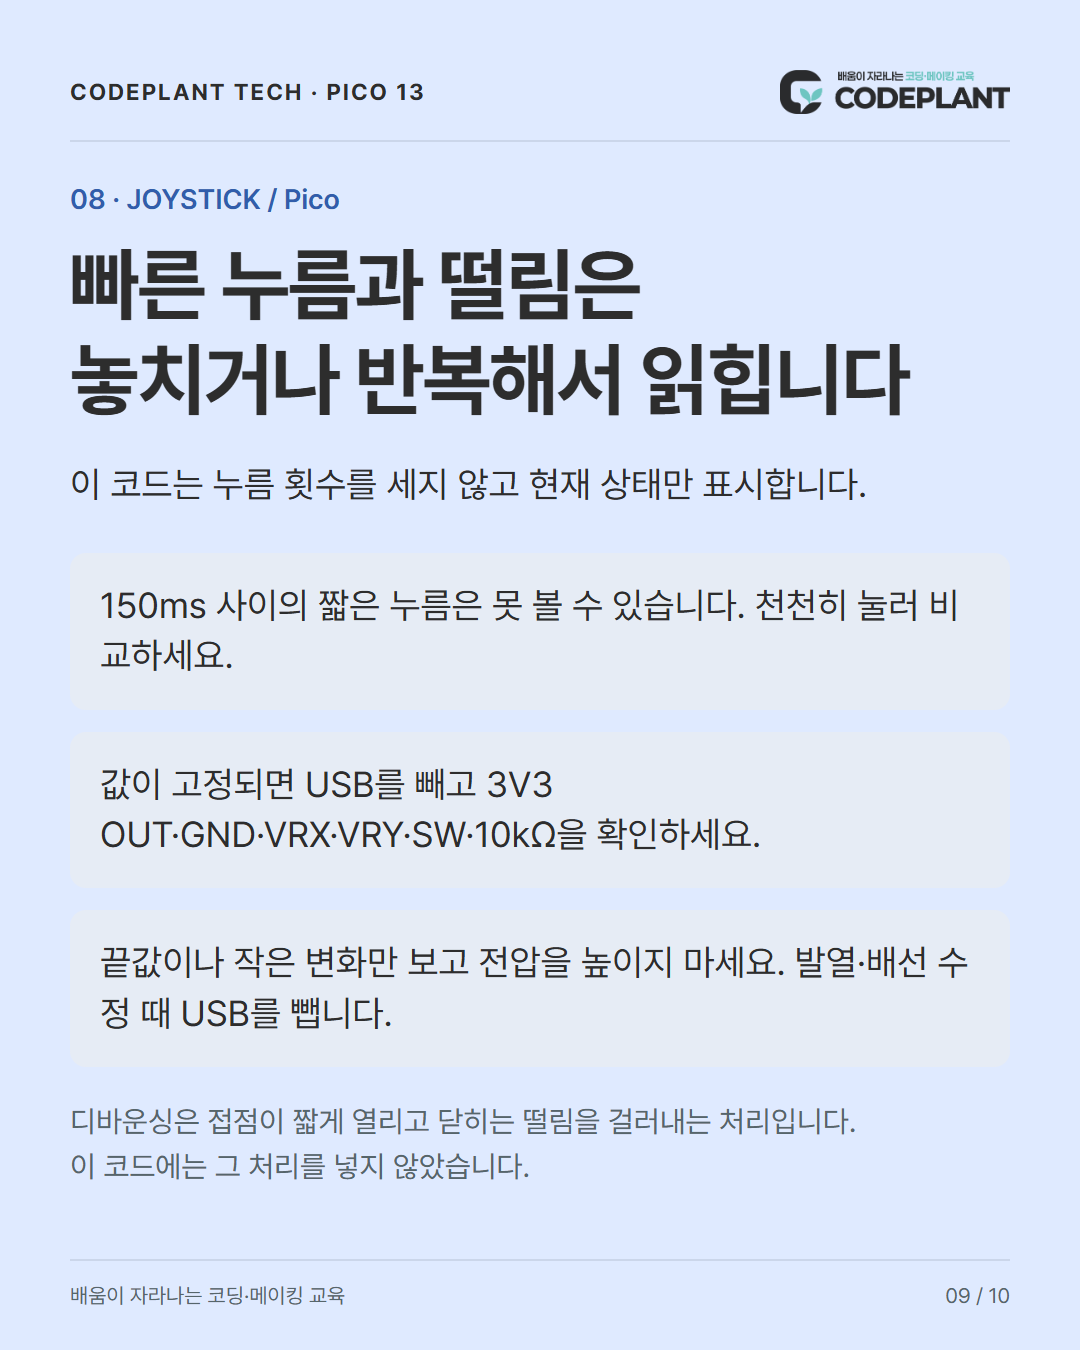 CODEPLANT TECH · PICO 13
배움이 자라나는 코딩·메이킹 교육
CODEPLANT
08 · JOYSTICK / Pico
빠른 누름과 떨림은
놓치거나 반복해서 읽힙니다
이 코드는 누름 횟수를 세지 않고 현재 상태만 표시합니다.
150ms 사이의 짧은 누름은 못 볼 수 있습니다. 천천히 눌러 비
교하세요.
값이 고정되면 USB를 빼고 3V3
OUT·GND·VRX·VRY·SW·10kΩ을 확인하세요.
끝값이나 작은 변화만 보고 전압을 높이지 마세요. 발열·배선 수
정 때 USB를 뺍니다.
디바운싱은 접점이 짧게 열리고 닫히는 떨림을 걸러내는 처리입니다.
이 코드에는 그 처리를 넣지 않았습니다.
배움이 자라나는 코딩·메이킹 교육
09 / 10